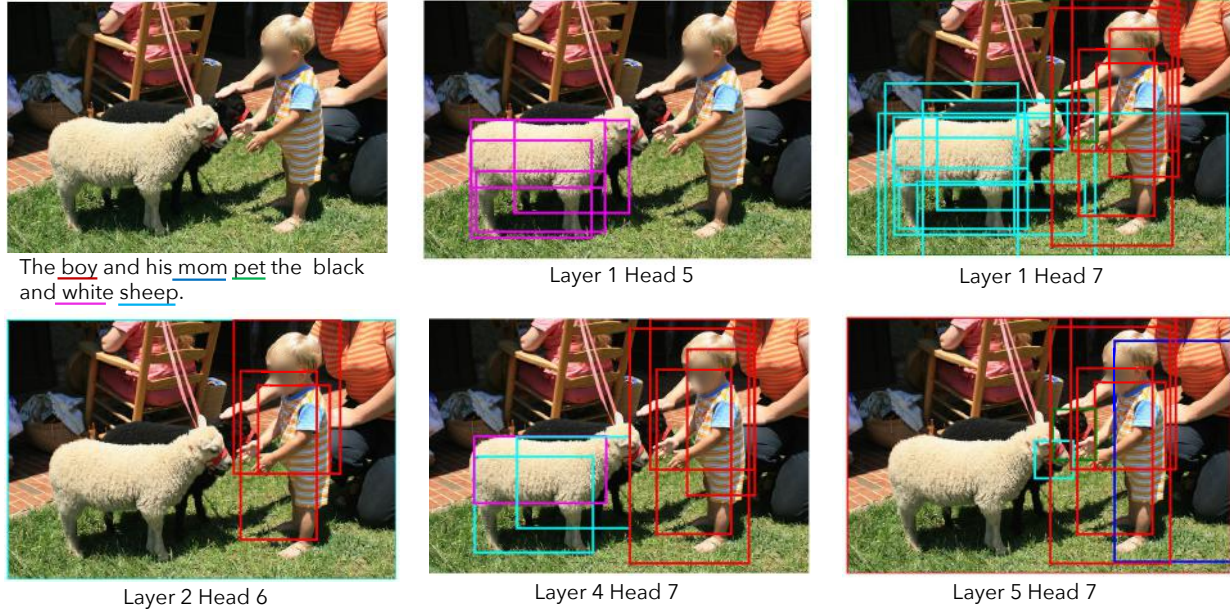 The boy and his mom pet the black
and white sheep.
Layer 1 Head 5
Layer 1 Head 7
Layer 2 Head 6
Layer 4 Head 7
Layer 5 Head 7